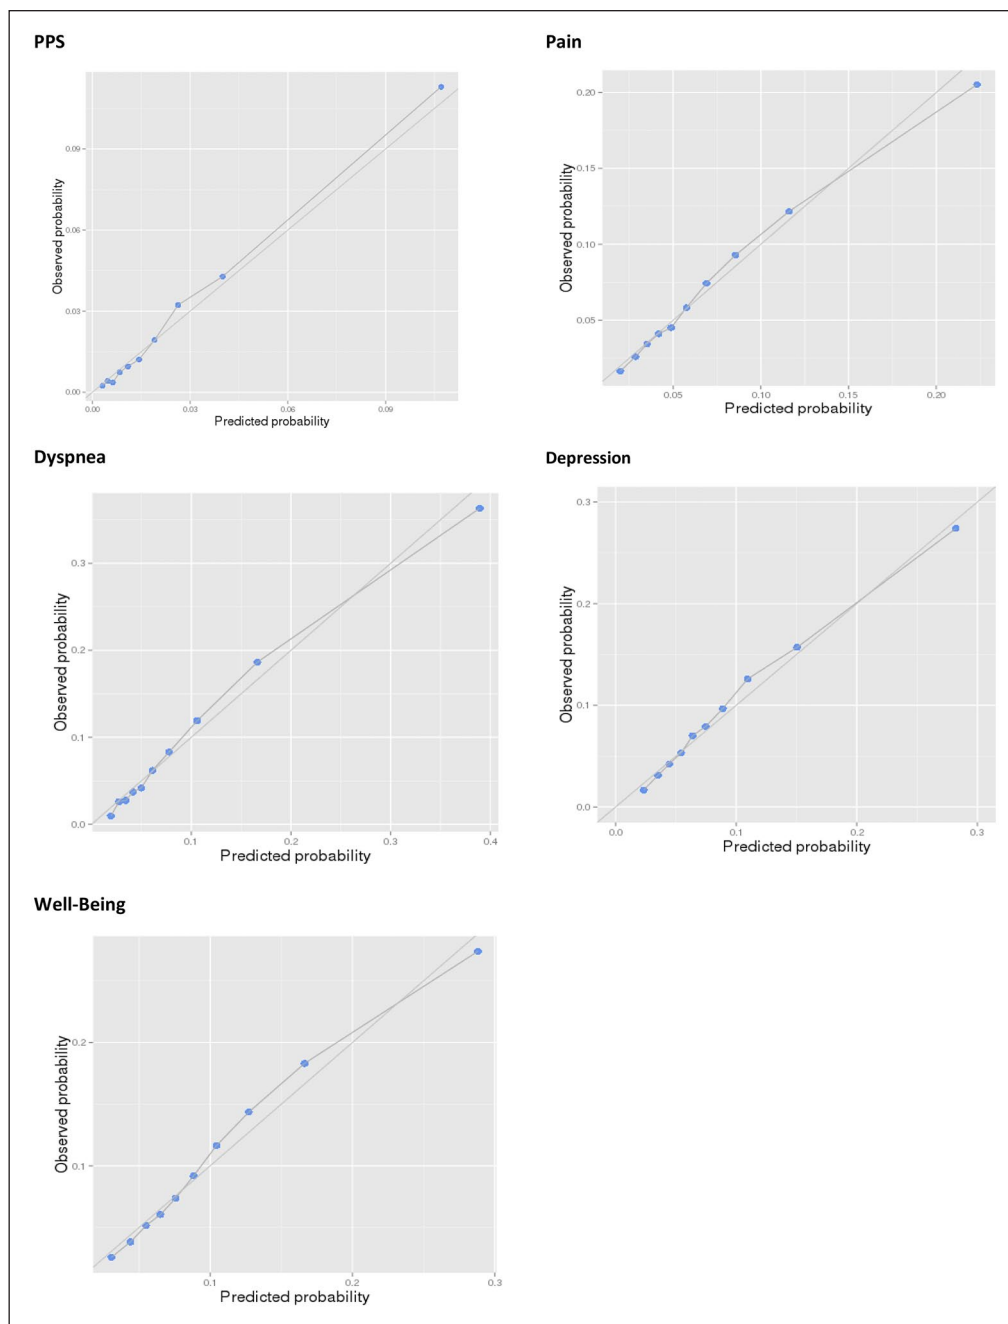 PPS
Observed probability
0.09
0.06
0.03
0.00
0.00 0.03 0.06 0.09
Predicted probability
Pain
Observed probability
0.20
0.15
0.10
0.05
0.05 0.10 0.15 0.20
Predicted probability
Dyspnea
Observed probability
0.3
0.2
0.1
0.0
0.1 0.2 0.3 0.4
Predicted probability
Depression
Observed probability
0.3
0.2
0.1
0.0
0.0 0.1 0.2 0.3
Predicted probability
Well-Being
Observed probability
0.2
0.1
0.1 0.2 0.3
Predicted probability